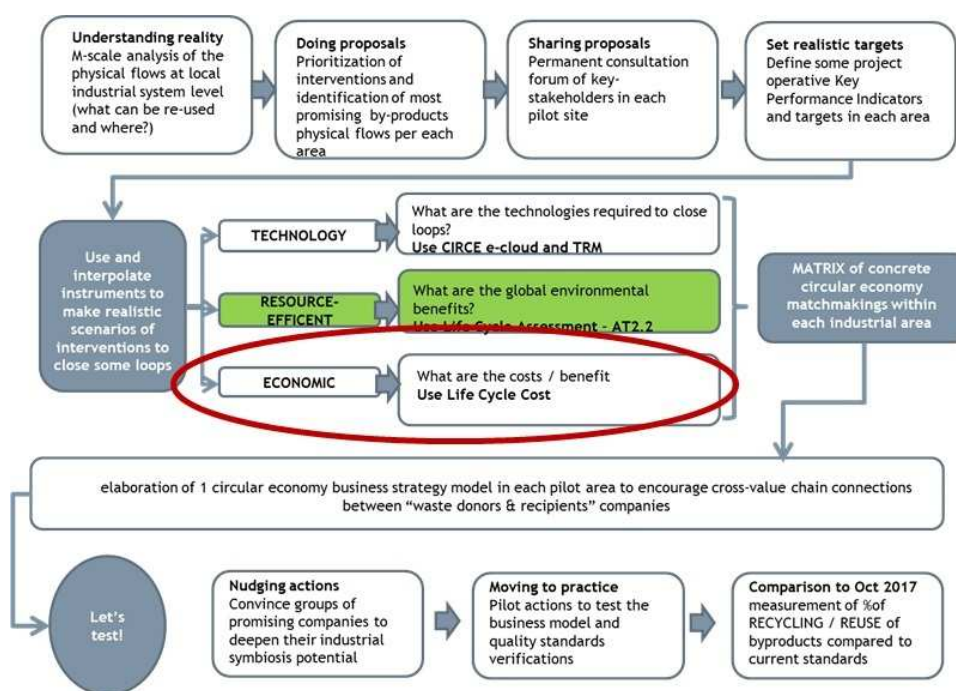 Understanding reality
M-scale analysis of the
physical flows at local
industrial system level
(what can be re-used
and where?)
Doing proposals
Prioritization of
interventions and
identification of most
promising by-products
physical flows per each
area
Sharing proposals
Permanent consultation
forum of key-
stakeholders in each
pilot site
Set realistic targets
Define some project
operative Key
Performance Indicators
and targets in each area
Use and
interpolate
instruments to
make realistic
scenarios of
interventions to
close some loops
TECHNOLOGY
What are the technologies required to close
loops?
Use CIRCE e-cloud and TRM
RESOURCE-
EFFICENT
What are the global environmental
benefits?
Use Life Cycle Assessment - AT2.2
ECONOMIC
What are the costs / benefit
Use Life Cycle Cost
MATRIX of concrete
circular economy
matchmakings within
each industrial area
elaboration of 1 circular economy business strategy model in each pilot area to encourage cross-value chain connections
between “waste donors & recipients” companies
Let's
test!
Nudging actions
Convince groups of
promising companies to
deepen their industrial
symbiosis potential
Moving to practice
Pilot actions to test the
business model and
quality standards
verifications
Comparison to Oct 2017
measurement of %of
RECYCLING / REUSE of
byproducts compared to
current standards